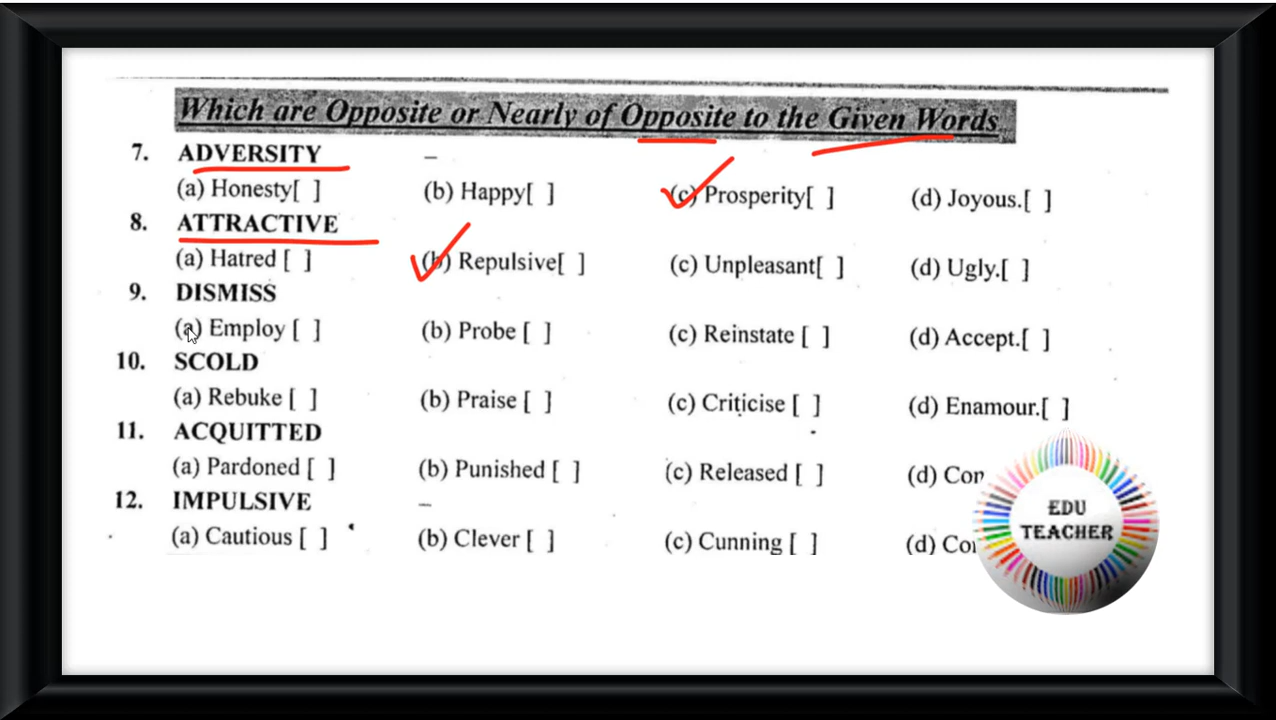 Which are Opposite or Nearly of Opposite to the Given Words
7. ADVERSITY –
(a) Honesty[ ] (b) Happy[ ] (c) Prosperity[ ] (d) Joyous.[ ]
8. ATTRACTIVE
(a) Hatred [ ] (b) Repulsive[ ] (c) Unpleasant[ ] (d) Ugly.[ ]
9. DISMISS
(a) Employ [ ] (b) Probe [ ] (c) Reinstate [ ] (d) Accept.[ ]
10. SCOLD
(a) Rebuke [ ] (b) Praise [ ] (c) Criticise [ ] (d) Enamour.[ ]
11. ACQUITTED
(a) Pardoned [ ] (b) Punished [ ] (c) Released [ ] (d)
12. IMPULSIVE –
(a) Cautious [ ] (b) Clever [ ] (c) Cunning [ ] (d)
EDU
TEACHER